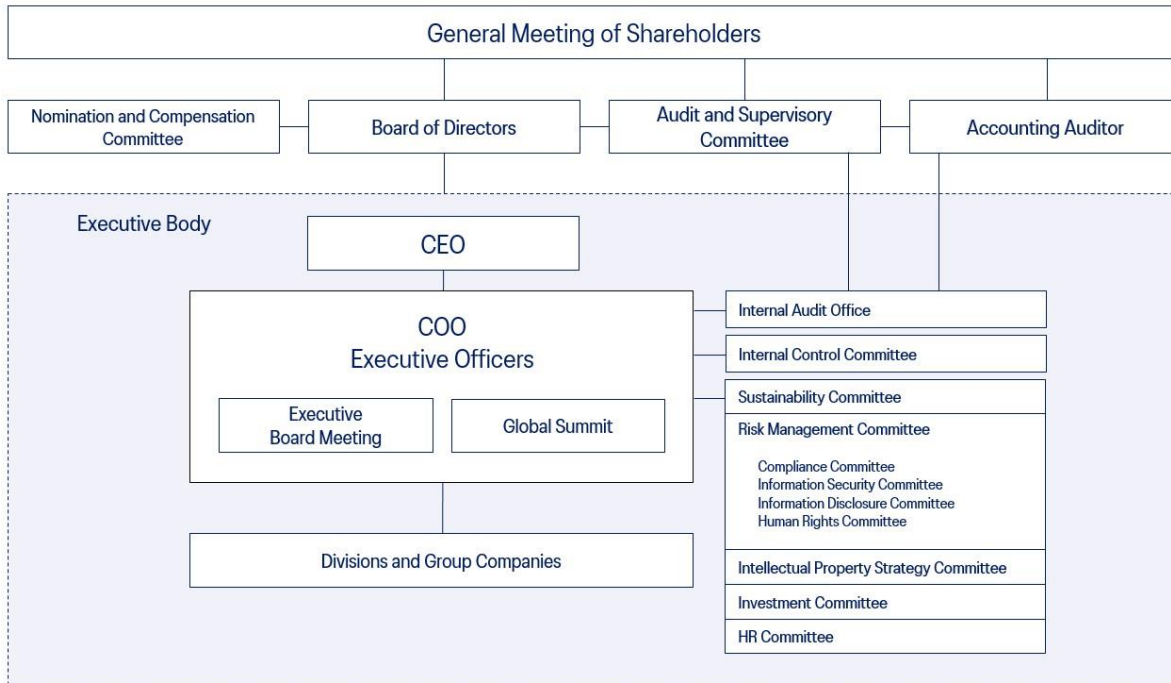 General Meeting of Shareholders
Nomination and Compensation
Committee
Board of Directors
Audit and Supervisory
Committee
Accounting Auditor
Executive Body
CEO
COO
Executive Officers
Executive
Board Meeting
Global Summit
Divisions and Group Companies
Internal Audit Office
Internal Control Committee
Sustainability Committee
Risk Management Committee
Compliance Committee
Information Security Committee
Information Disclosure Committee
Human Rights Committee
Intellectual Property Strategy Committee
Investment Committee
HR Committee